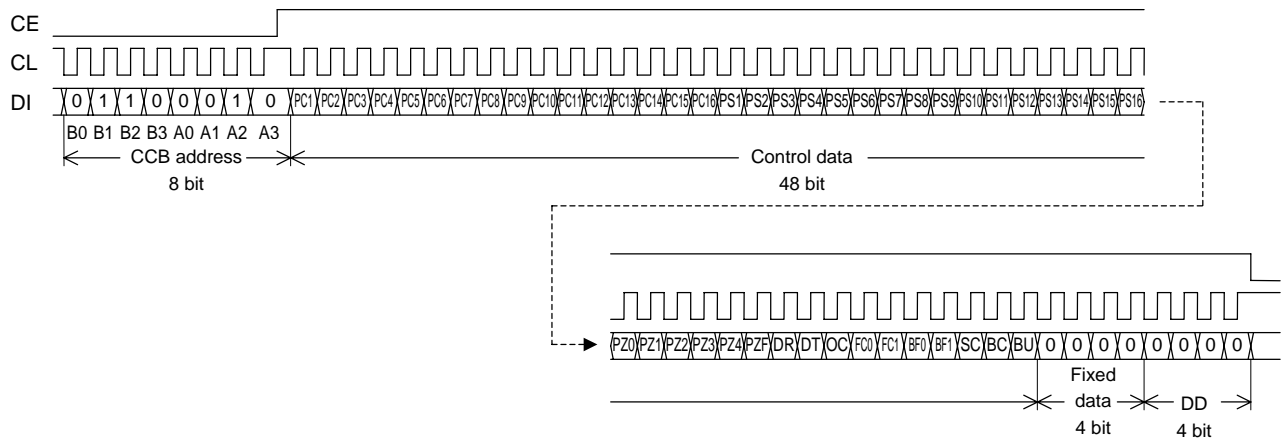 CE
CL
DI
0 1 1 0 0 0 1 0 PC1 PC2 PC3 PC4 PC5 PC6 PC7 PC8 PC9 PC10 PC11 PC12 PC13 PC14 PC15 PC16 PS1 PS2 PS3 PS4 PS5 PS6 PS7 PS8 PS9 PS10 PS11 PS12 PS13 PS14 PS15 PS16
B0 B1 B2 B3 A0 A1 A2 A3
CCB address
8 bit
Control data
48 bit
PZ0 PZ1 PZ2 PZ3 PZ4 PZF DR DT OC FC0 FC1 BF0 BF1 SC BC BU 0 0 0 0 0 0 0 0
Fixed
data
4 bit
DD
4 bit